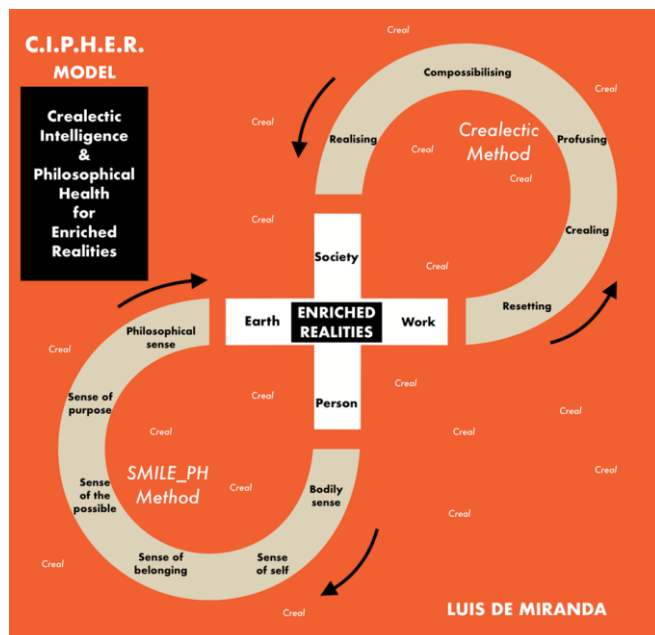 C.I.P.H.E.R.
MODEL
Crealectic
Intelligence
&
Philosophical
Health
for
Enriched
Realities
Creal
Compossibilising
Creal
Realising
Crealectic
Method
Profusing
Creal
Creal
Creal
Creal
Crealing
Society
Creal
Resetting
Earth
ENRICHED
REALITIES
Work
Philosophical
sense
Creal
Sense of
purpose
Creal
Person
Creal
Creal
Creal
Creal
SMILE_PH
Method
Sense
of the
possible
Creal
Bodily
sense
Creal
Creal
Sense of
belonging
Sense
of self
Creal
Creal
LUIS DE MIRANDA